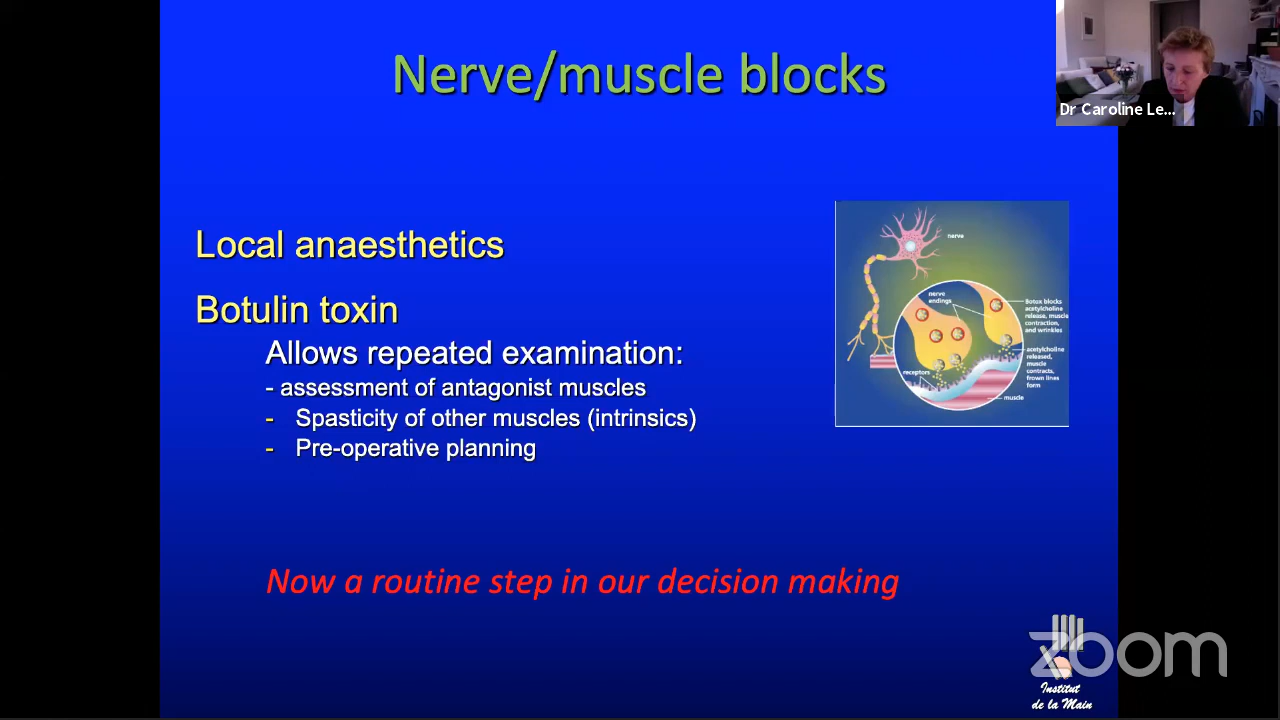 Nerve/muscle blocks
Dr Caroline Le...
Local anaesthetics
Botulin toxin
Allows repeated examination:
- assessment of antagonist muscles
- Spasticity of other muscles (intrinsics)
- Pre-operative planning
nerve
nerve
endings
Botox blocks
acetylcholine
release, muscle
contraction,
and wrinkles
acetylcholine
released,
muscle
contracts,
frown lines
form
receptors
muscle
Now a routine step in our decision making
zoom
Institut
de la Main